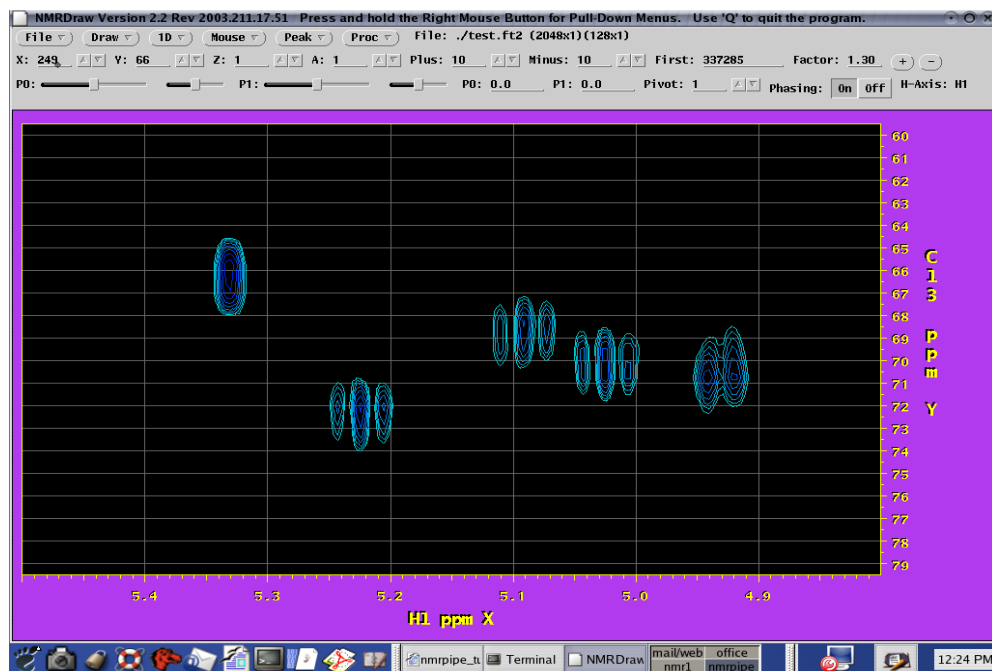 NMRDraw Version 2.2 Rev 2003.211.17.51 Press and hold the Right Mouse Button for Pull-Down Menus. Use 'Q' to quit the program.
File Draw 1D Mouse Peak Proc File: ./test.ft2 (2048x1)(128x1)
X: 249 Y: 66 Z: 1 A: 1 Plus: 10 Minus: 10 First: 337285 Factor: 1.30 + -
P0: P1: P0: 0.0 P1: 0.0 Pivot: 1 Phasing: On Off H-Axis: H1
60
61
62
63
64
65
66
67
68
69
70
71
72
73
74
75
76
77
78
79
C13 ppm Y
5.4 5.3 5.2 5.1 5.0 4.9
H1 ppm X
nmrpipe_tu Terminal NMRDraw mail/web office 12:24 PM
nmr1 nmrpipe